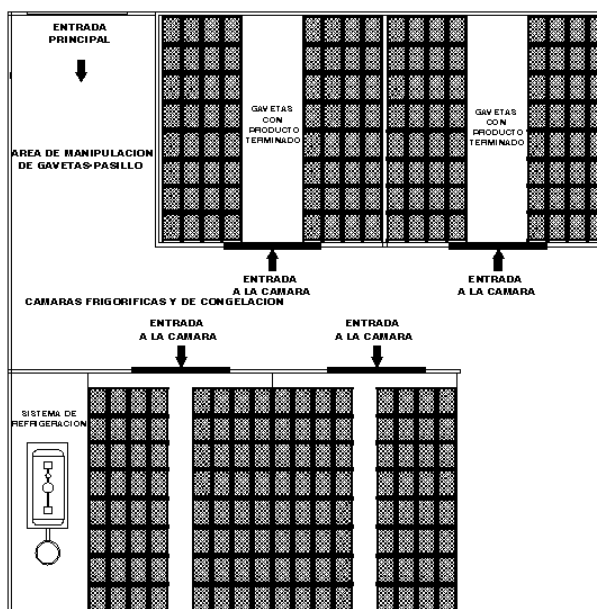 ENTRADA
PRINCIPAL
GAVETAS
CON
PRODUCTO
TERMINADO
GAVETAS
CON
PRODUCTO
TERMINADO
AREA DE MANIPULACION
DE GAVETAS-PASILLO
ENTRADA
A LA CAMARA
ENTRADA
A LA CAMARA
CAMARAS FRIGORIFICAS Y DE CONGELACION
ENTRADA
A LA CAMARA
ENTRADA
A LA CAMARA
SISTEMA DE
REFRIGERACION